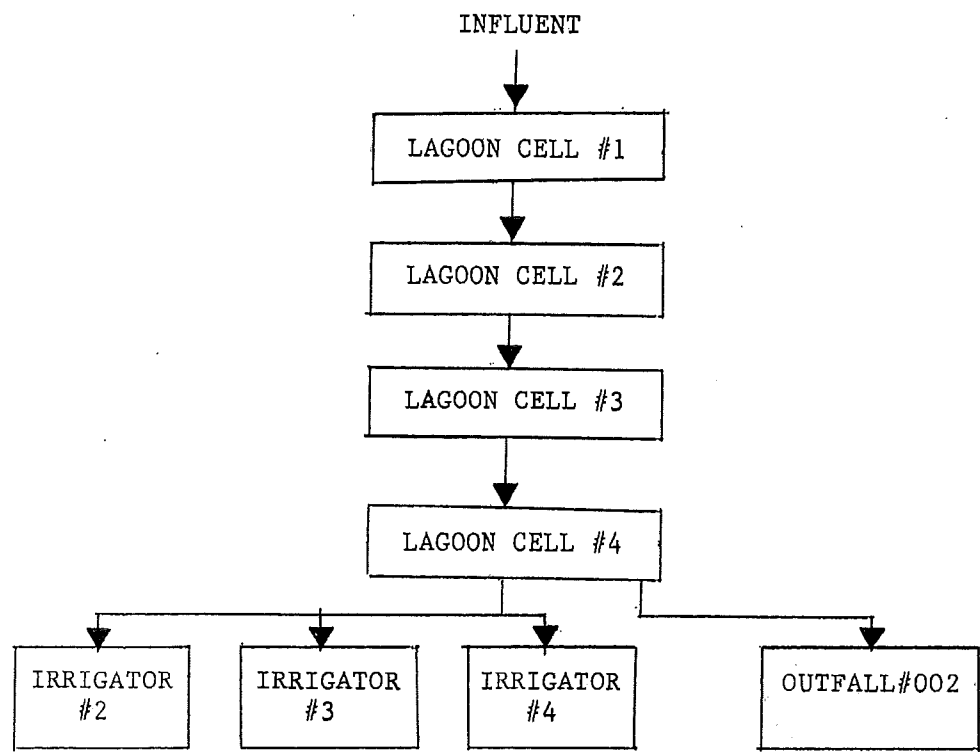 INFLUENT
LAGOON CELL #1
LAGOON CELL #2
LAGOON CELL #3
LAGOON CELL #4
IRRIGATOR
#2
IRRIGATOR
#3
IRRIGATOR
#4
OUTFALL#002